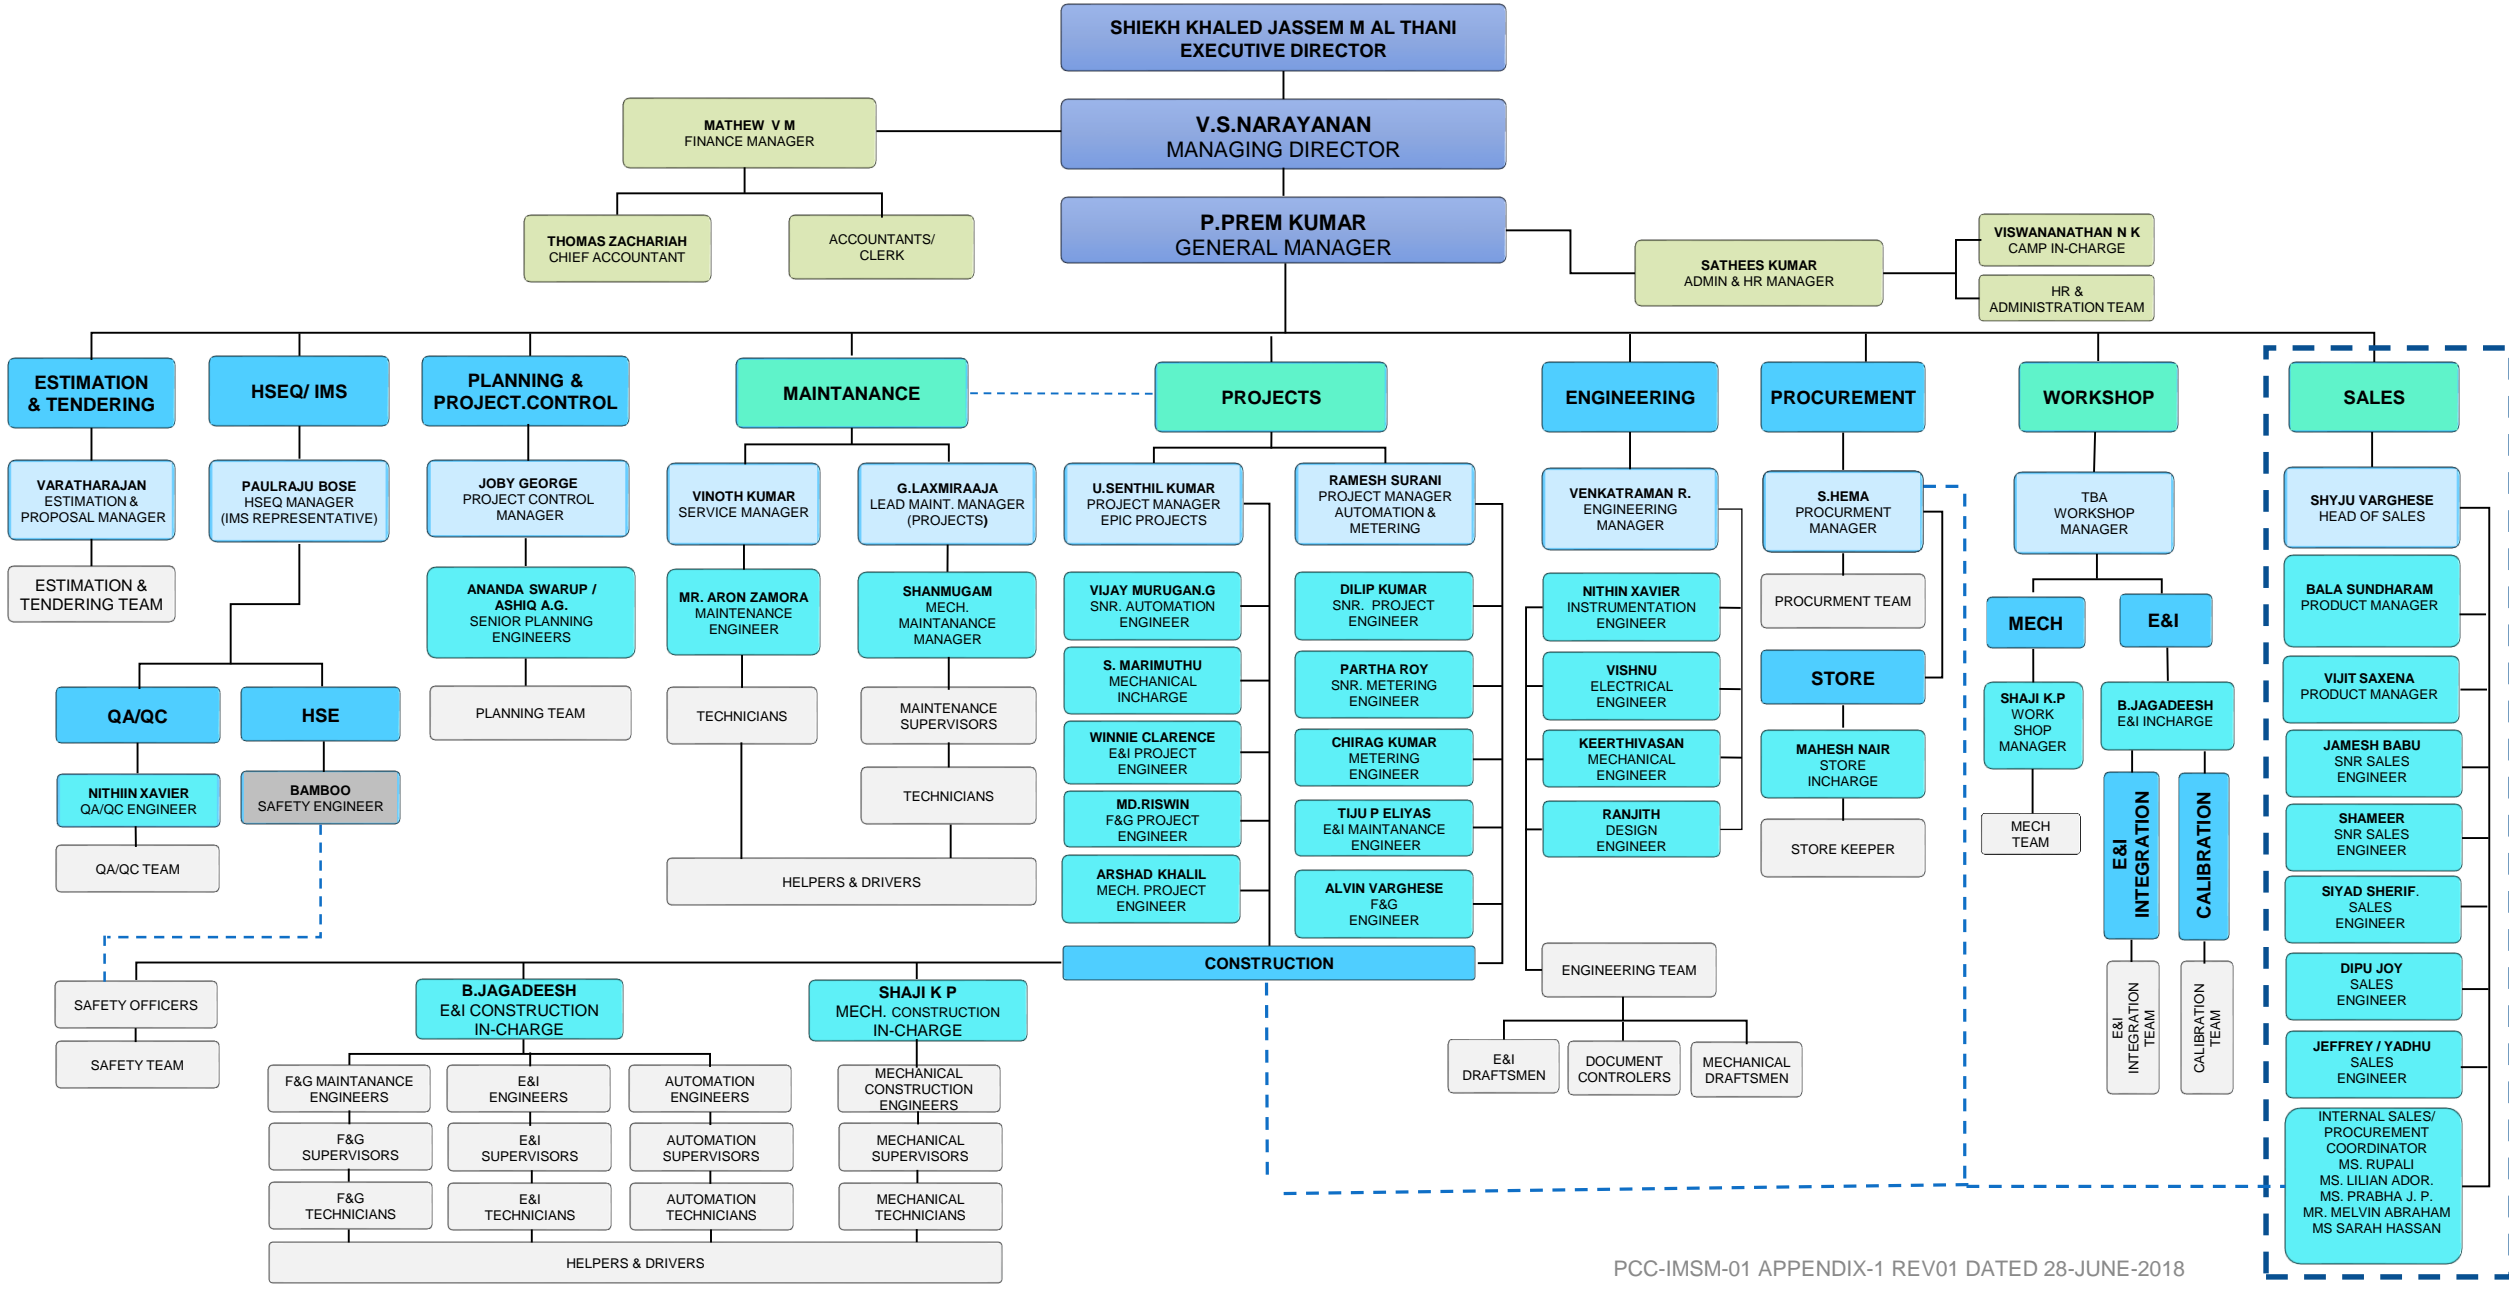 SHIEKH KHALED JASSEM M AL THANI
EXECUTIVE DIRECTOR
MATHEW V M
FINANCE MANAGER
V.S.NARAYANAN
MANAGING DIRECTOR
THOMAS ZACHARIAH
CHIEF ACCOUNTANT
ACCOUNTANTS/
CLERK
P.PREM KUMAR
GENERAL MANAGER
SATHEES KUMAR
ADMIN & HR MANAGER
VISWANANATHAN N K
CAMP IN-CHARGE
HR &
ADMINISTRATION TEAM
ESTIMATION
& TENDERING
HSEQ/ IMS
PLANNING &
PROJECT.CONTROL
MAINTANANCE
PROJECTS
ENGINEERING
PROCUREMENT
WORKSHOP
SALES
VARATHARAJAN
ESTIMATION &
PROPOSAL MANAGER
PAULRAJU BOSE
HSEQ MANAGER
(IMS REPRESENTATIVE)
JOBY GEORGE
PROJECT CONTROL
MANAGER
VINOTH KUMAR
SERVICE MANAGER
G.LAXMIRAAJA
LEAD MAINT. MANAGER
(PROJECTS)
U.SENTHIL KUMAR
PROJECT MANAGER
EPIC PROJECTS
RAMESH SURANI
PROJECT MANAGER
AUTOMATION &
METERING
VENKATRAMAN R.
ENGINEERING
MANAGER
S.HEMA
PROCURMENT
MANAGER
TBA
WORKSHOP
MANAGER
SHYJU VARGHESE
HEAD OF SALES
ESTIMATION &
TENDERING TEAM
ANANDA SWARUP /
ASHIQ A.G.
SENIOR PLANNING
ENGINEERS
MR. ARON ZAMORA
MAINTENANCE
ENGINEER
SHANMUGAM
MECH.
MAINTANANCE
MANAGER
VIJAY MURUGAN.G
SNR. AUTOMATION
ENGINEER
DILIP KUMAR
SNR. PROJECT
ENGINEER
NITHIN XAVIER
INSTRUMENTATION
ENGINEER
PROCURMENT TEAM
MECH
E&I
BALA SUNDHARAM
PRODUCT MANAGER
QA/QC
HSE
PLANNING TEAM
TECHNICIANS
MAINTENANCE
SUPERVISORS
S. MARIMUTHU
MECHANICAL
INCHARGE
PARTHA ROY
SNR. METERING
ENGINEER
VISHNU
ELECTRICAL
ENGINEER
STORE
SHAJI K.P
WORK
SHOP
MANAGER
B.JAGADEESH
E&I INCHARGE
VIJIT SAXENA
PRODUCT MANAGER
NITHIIN XAVIER
QA/QC ENGINEER
BAMBOO
SAFETY ENGINEER
TECHNICIANS
WINNIE CLARENCE
E&I PROJECT
ENGINEER
CHIRAG KUMAR
METERING
ENGINEER
KEERTHIVASAN
MECHANICAL
ENGINEER
MAHESH NAIR
STORE
INCHARGE
JAMESH BABU
SNR SALES
ENGINEER
QA/QC TEAM
HELPERS & DRIVERS
MD.RISWIN
F&G PROJECT
ENGINEER
TIJU P ELIYAS
E&I MAINTANANCE
ENGINEER
RANJITH
DESIGN
ENGINEER
STORE KEEPER
MECH
TEAM
E&I
INTEGRATION
CALIBRATION
SHAMEER
SNR SALES
ENGINEER
ARSHAD KHALIL
MECH. PROJECT
ENGINEER
ALVIN VARGHESE
F&G
ENGINEER
SIYAD SHERIF.
SALES
ENGINEER
CONSTRUCTION
ENGINEERING TEAM
DIPU JOY
SALES
ENGINEER
SAFETY OFFICERS
B.JAGADEESH
E&I CONSTRUCTION
IN-CHARGE
SHAJI K P
MECH. CONSTRUCTION
IN-CHARGE
E&I
INTEGRATION
TEAM
CALIBRATION
TEAM
SAFETY TEAM
E&I
DRAFTSMEN
DOCUMENT
CONTROLERS
MECHANICAL
DRAFTSMEN
JEFFREY / YADHU
SALES
ENGINEER
F&G MAINTANANCE
ENGINEERS
E&I
ENGINEERS
AUTOMATION
ENGINEERS
MECHANICAL
CONSTRUCTION
ENGINEERS
F&G
SUPERVISORS
E&I
SUPERVISORS
AUTOMATION
SUPERVISORS
MECHANICAL
SUPERVISORS
F&G
TECHNICIANS
E&I
TECHNICIANS
AUTOMATION
TECHNICIANS
MECHANICAL
TECHNICIANS
INTERNAL SALES/
PROCUREMENT
COORDINATOR
MS. RUPALI
MS. LILIAN ADOR.
MS. PRABHA J. P.
MR. MELVIN ABRAHAM
MS SARAH HASSAN
HELPERS & DRIVERS
PCC-IMSM-01 APPENDIX-1 REV01 DATED 28-JUNE-2018